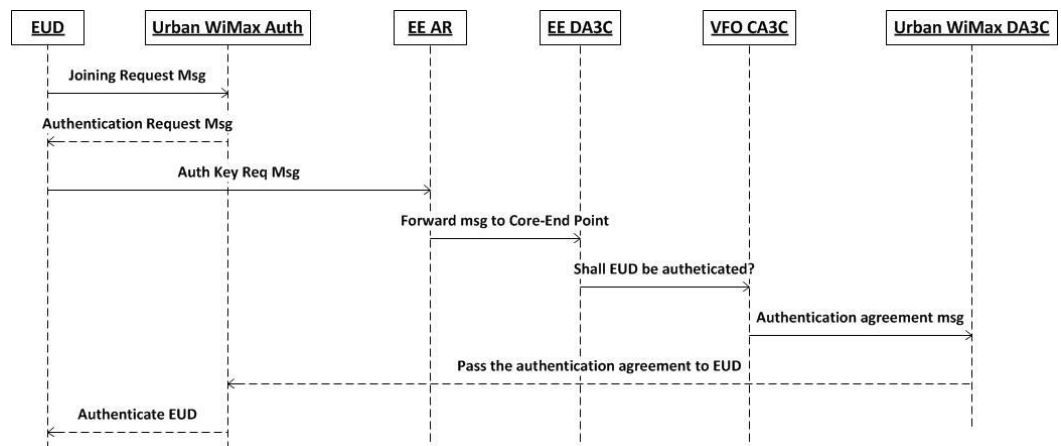 EUD
Urban WiMax Auth
EE AR
EE DA3C
VFO CA3C
Urban WiMax DA3C
Joining Request Msg
Authentication Request Msg
Auth Key Req Msg
Forward msg to Core-End Point
Shall EUD be autheticated?
Authentication agreement msg
Pass the authentication agreement to EUD
Authenticate EUD